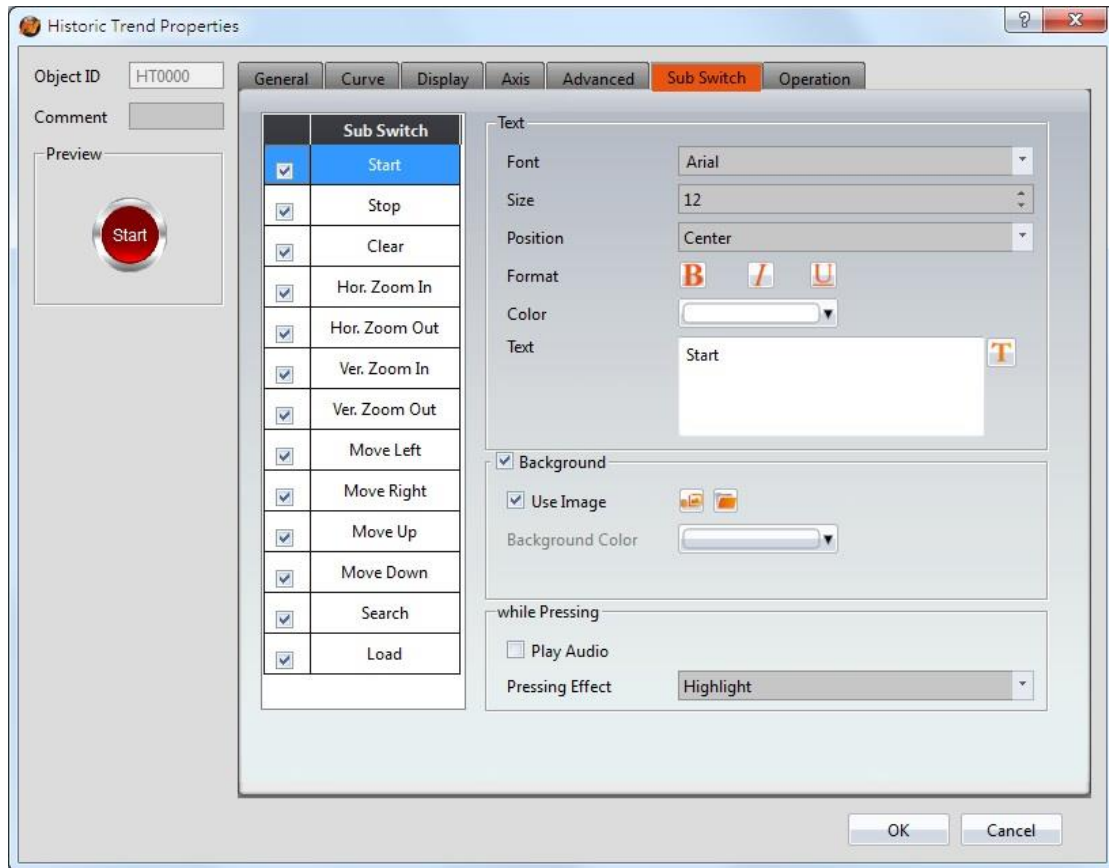 Historic Trend Properties
Object ID HT0000
Comment
Preview
Start
General Curve Display Axis Advanced Sub Switch Operation
Sub Switch
Start
Stop
Clear
Hor. Zoom In
Hor. Zoom Out
Ver. Zoom In
Ver. Zoom Out
Move Left
Move Right
Move Up
Move Down
Search
Load
Text
Font Arial
Size 12
Position Center
Format B I U
Color
Text Start T
Background
Use Image
Background Color
while Pressing
Play Audio
Pressing Effect Highlight
OK Cancel